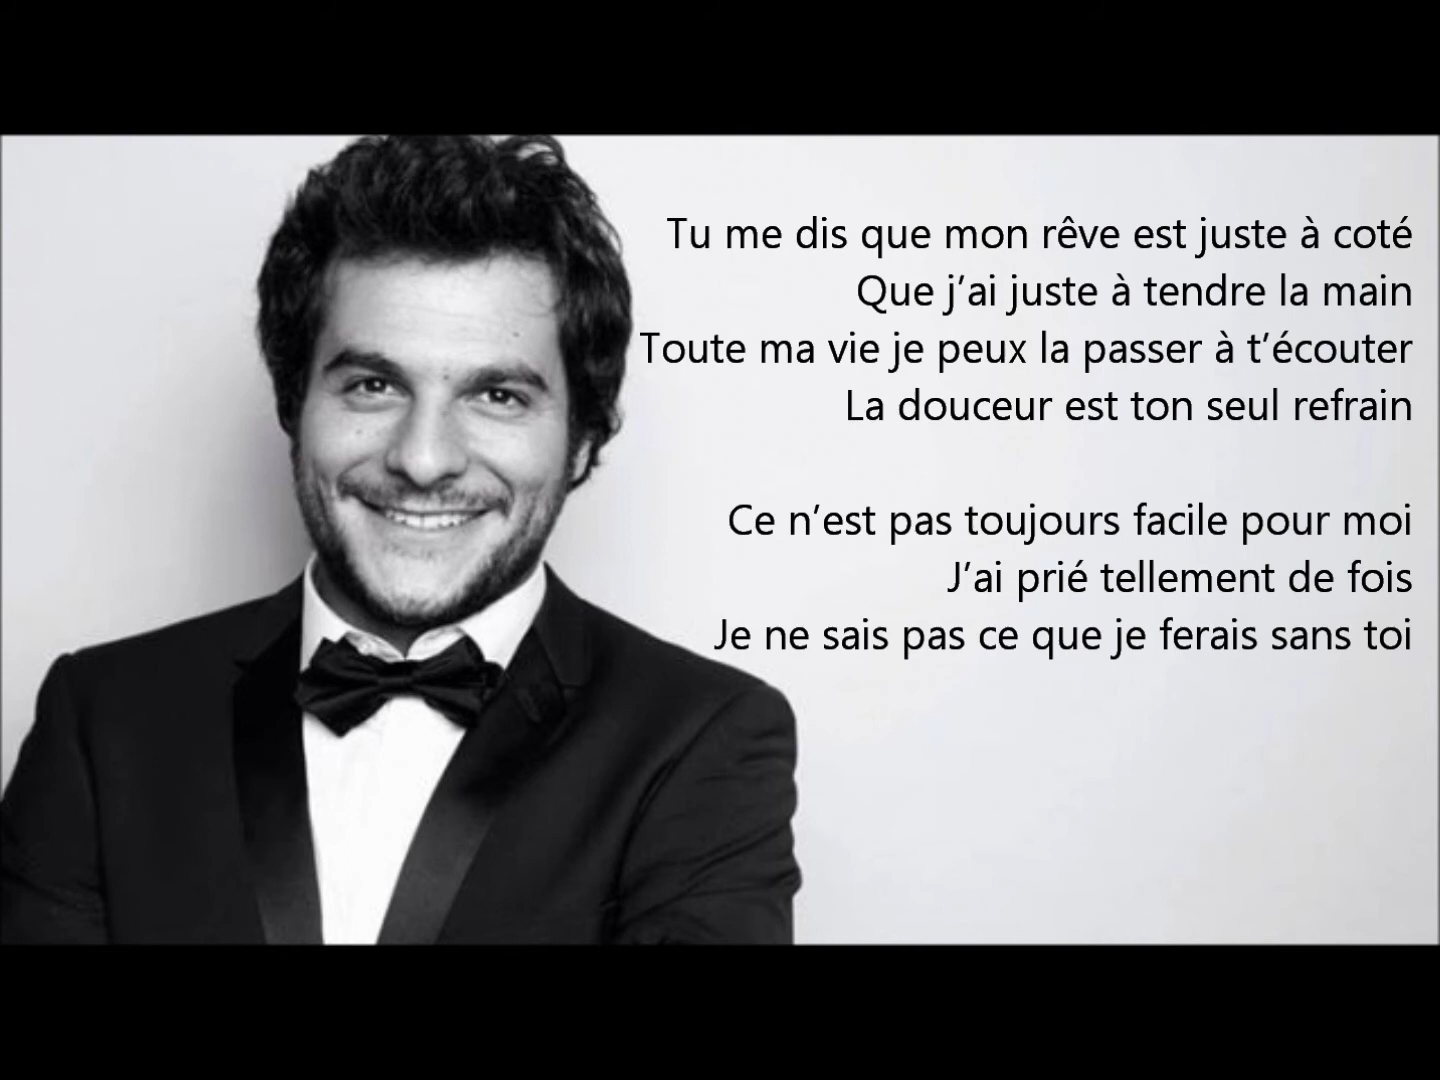 Tu me dis que mon rêve est juste à coté
Que j’ai juste à tendre la main
Toute ma vie je peux la passer à t’écouter
La douceur est ton seul refrain
Ce n’est pas toujours facile pour moi
J’ai prié tellement de fois
Je ne sais pas ce que je ferais sans toi